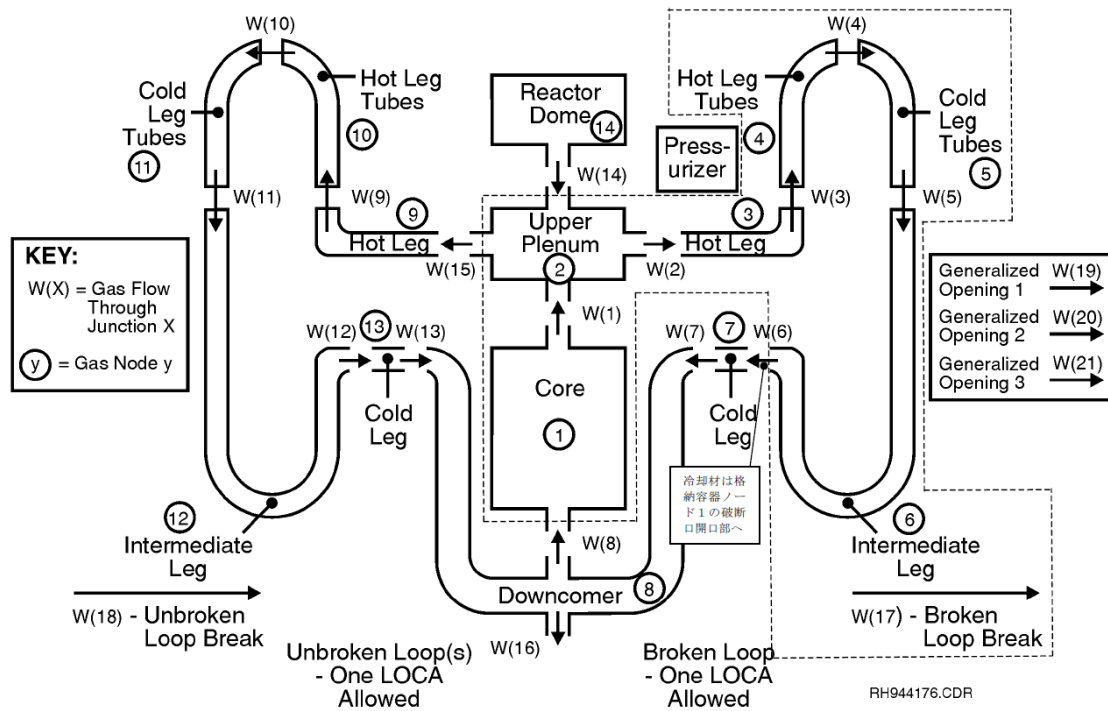 W(10)
W(4)
Cold
Leg
Tubes
11
Hot Leg
Tubes
10
Reactor
Dome
14
Hot Leg
Tubes
4
Cold
Leg
Tubes
5
Press-
urizer
W(14)
W(11)
W(9)
9
Hot Leg
W(15)
Upper
Plenum
2
W(2)
3
Hot Leg
W(3)
W(5)
KEY:
W(X) = Gas Flow
Through
Junction X
y = Gas Node y
Generalized W(19)
Opening 1
Generalized W(20)
Opening 2
Generalized W(21)
Opening 3
W(1)
W(12)
13
W(13)
Cold
Leg
Core
1
W(7)
7
W(6)
Cold
Leg
冷却材は格
納容器ノー
ド1の破断
口開口部へ
12
Intermediate
Leg
W(8)
Downcomer
8
W(16)
6
Intermediate
Leg
W(18) - Unbroken
Loop Break
W(17) - Broken
Loop Break
Unbroken Loop(s)
- One LOCA
Allowed
Broken Loop
- One LOCA
Allowed
RH944176.CDR